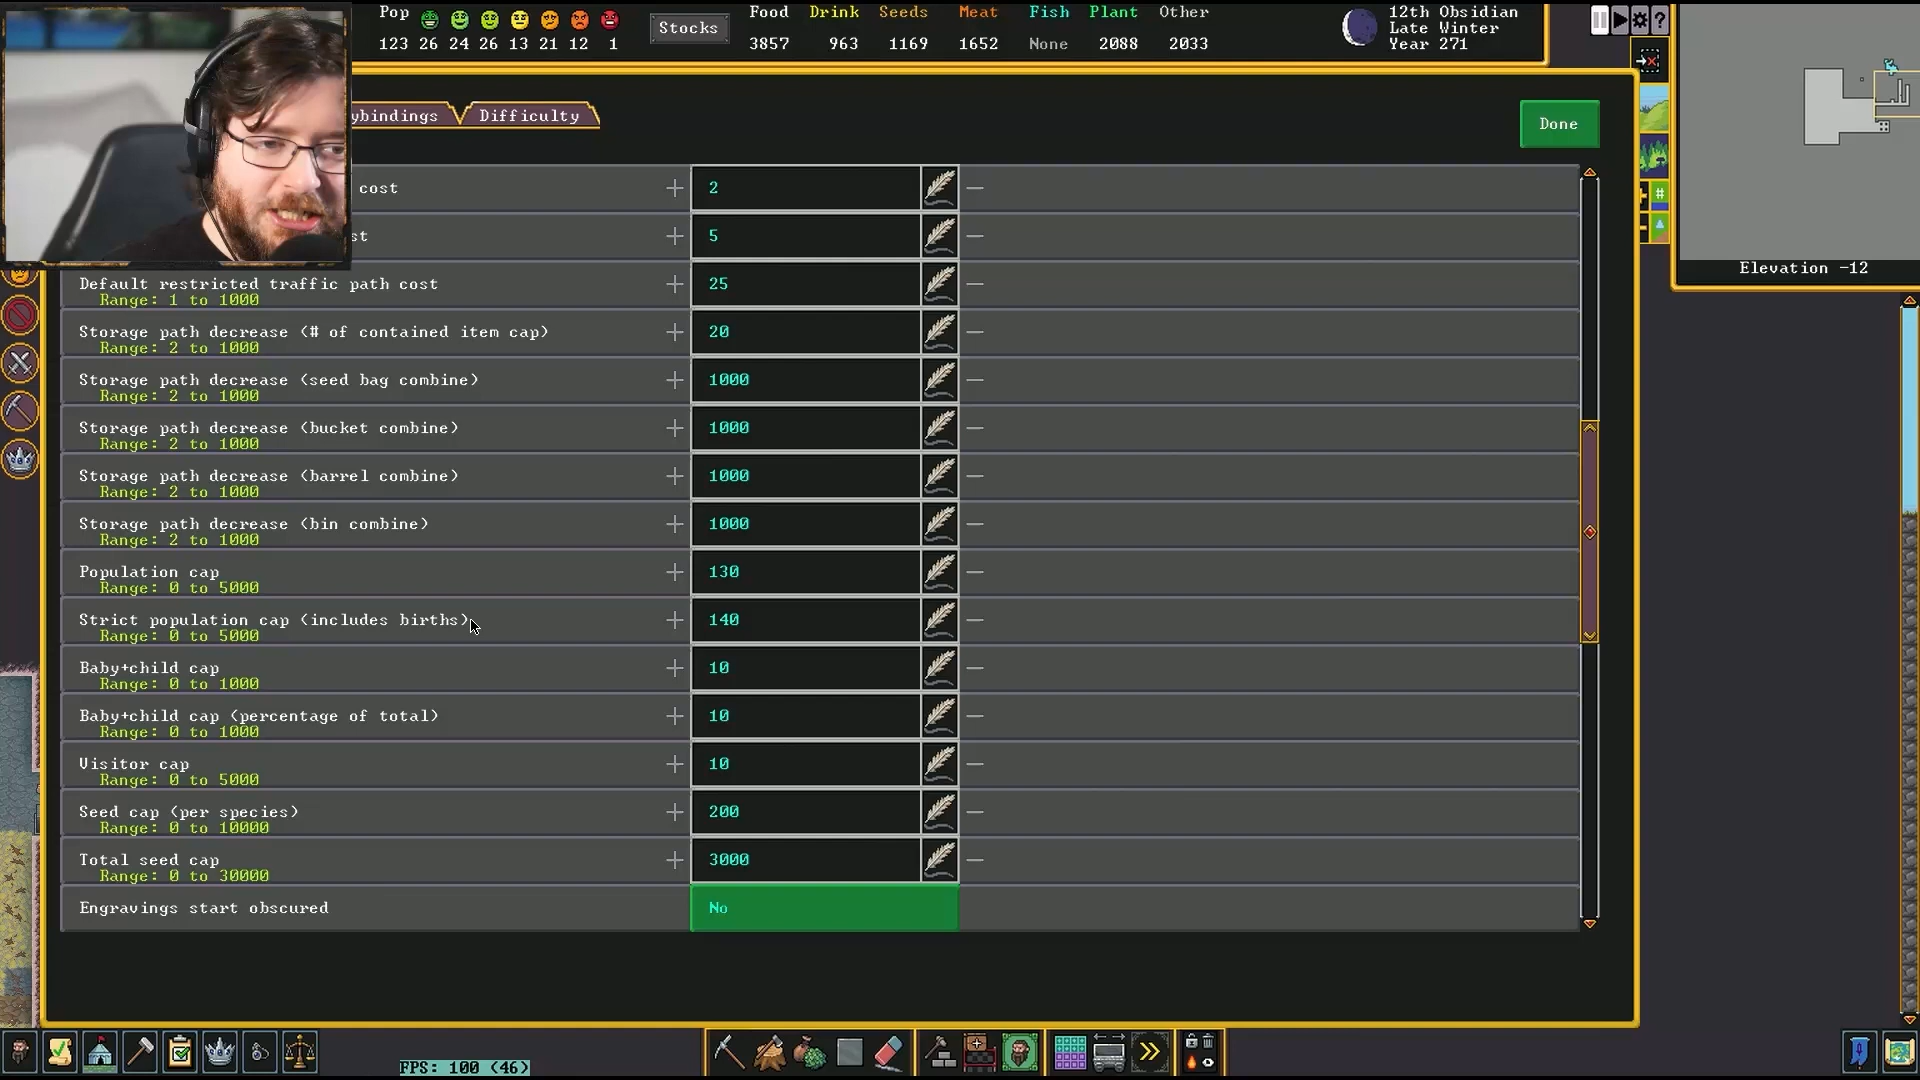 Pop
123 26 24 26 13 21 12 1
Stocks
Food Drink Seeds Meat Fish Plant Other
3857 963 1169 1652 None 2088 2033
12th Obsidian
Late Winter
Year 271
Elevation -12
ybindings
Difficulty
Done
cost
2
st
5
Default restricted traffic path cost
Range: 1 to 1000
25
Storage path decrease (# of contained item cap)
Range: 2 to 1000
20
Storage path decrease (seed bag combine)
Range: 2 to 1000
1000
Storage path decrease (bucket combine)
Range: 2 to 1000
1000
Storage path decrease (barrel combine)
Range: 2 to 1000
1000
Storage path decrease (bin combine)
Range: 2 to 1000
1000
Population cap
Range: 0 to 5000
130
Strict population cap (includes births)
Range: 0 to 5000
140
Baby+child cap
Range: 0 to 1000
10
Baby+child cap (percentage of total)
Range: 0 to 1000
10
Visitor cap
Range: 0 to 5000
10
Seed cap (per species)
Range: 0 to 10000
200
Total seed cap
Range: 0 to 30000
3000
Engravings start obscured
No
FPS: 100 (46)